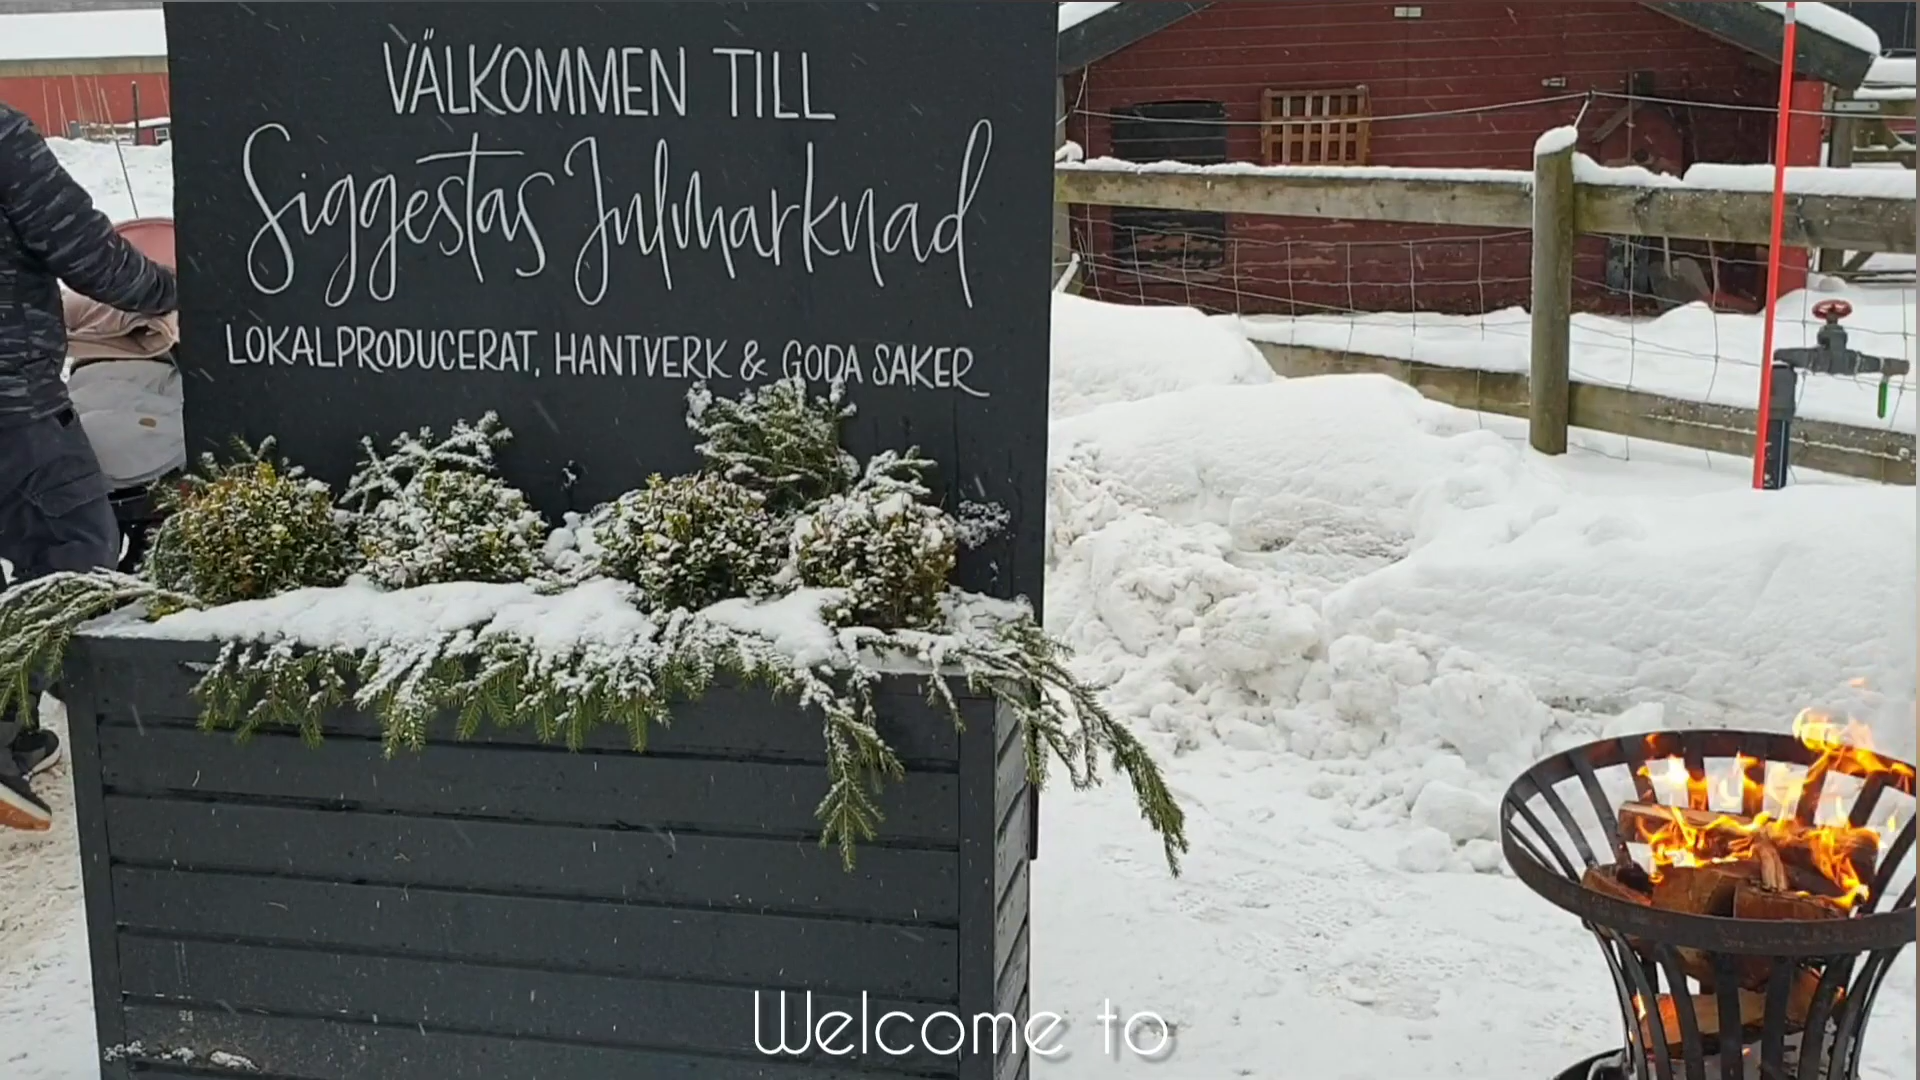 VÄLKOMMEN TILL
Siggestas Julmarknad
LOKALPRODUCERAT, HANTVERK & GODA SAKER
Welcome to